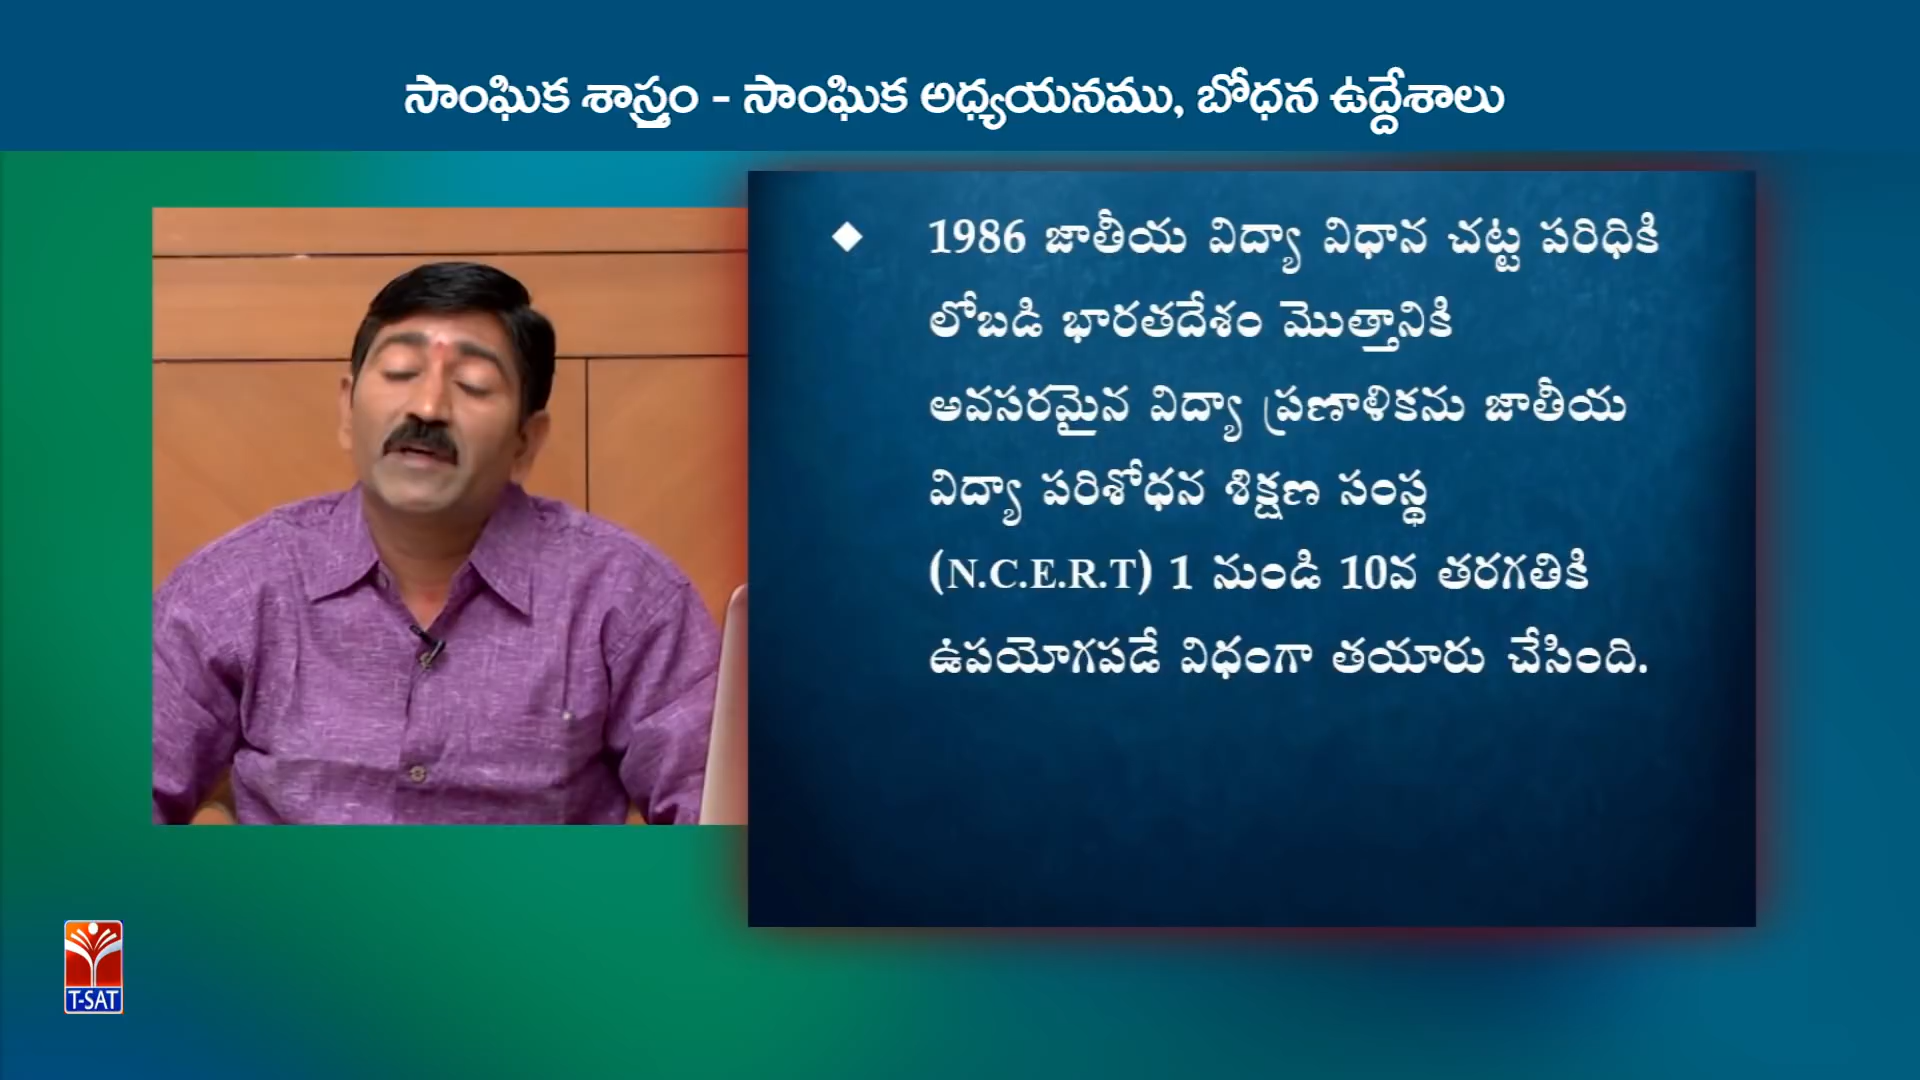 సాంఘిక శాస్త్రం - సాంఘిక అధ్యయనము, బోధన ఉద్దేశాలు
1986 జాతీయ విద్యా విధాన చట్ట పరిధికి
లోబడి భారతదేశం మొత్తానికి
అవసరమైన విద్యా ప్రణాళికను జాతీయ
విద్యా పరిశోధన శిక్షణ సంస్థ
(N.C.E.R.T) 1 నుండి 10వ తరగతికి
ఉపయోగపడే విధంగా తయారు చేసింది.
T-SAT